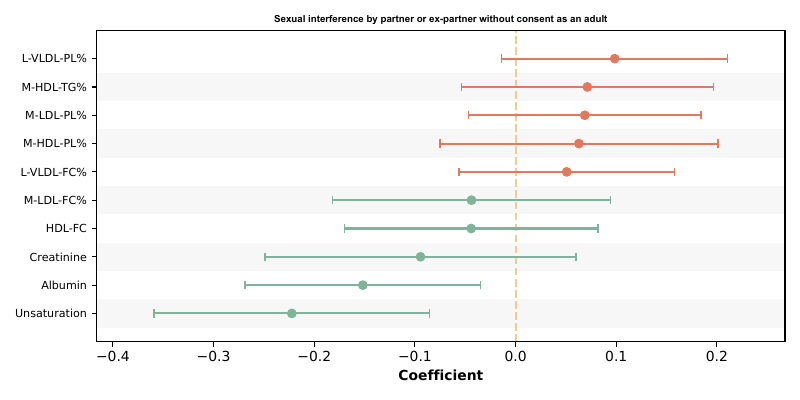 Sexual interference by partner or ex-partner without consent as an adult
L-VLDL-PL%
M-HDL-TG%
M-LDL-PL%
M-HDL-PL%
L-VLDL-FC%
M-LDL-FC%
HDL-FC
Creatinine
Albumin
Unsaturation
−0.4 −0.3 −0.2 −0.1 0.0 0.1 0.2
Coefficient